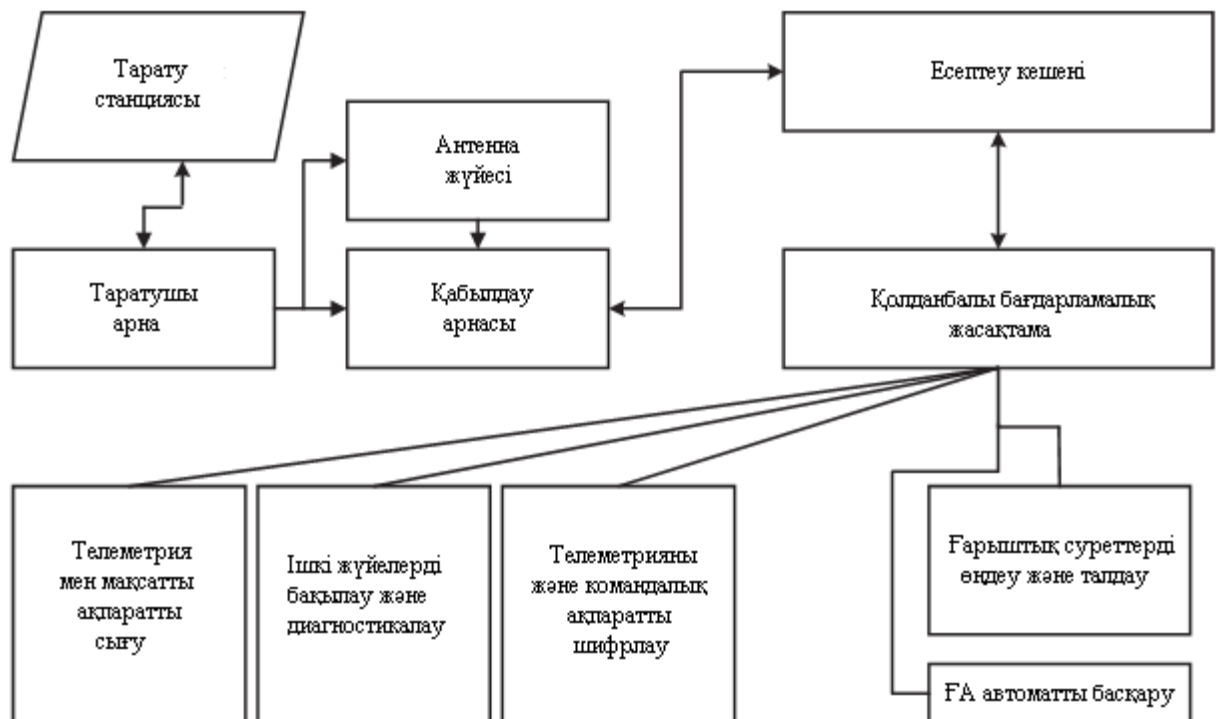 Тарату
станциясы
Антенна
жүйесі
Есептеу кешені
Таратушы
арна
Қабылдау
арнасы
Қолданбалы бағдарламалық
жасақтама
Телеметрия
мен мақсатты
ақпаратты
сығу
Ішкі жүйелерді
бақылау және
диагностикалау
Телеметрияны
және командалық
ақпаратты
шифрлау
Ғарыштық суреттерді
өңдеу және талдау
ҒА автоматты басқару